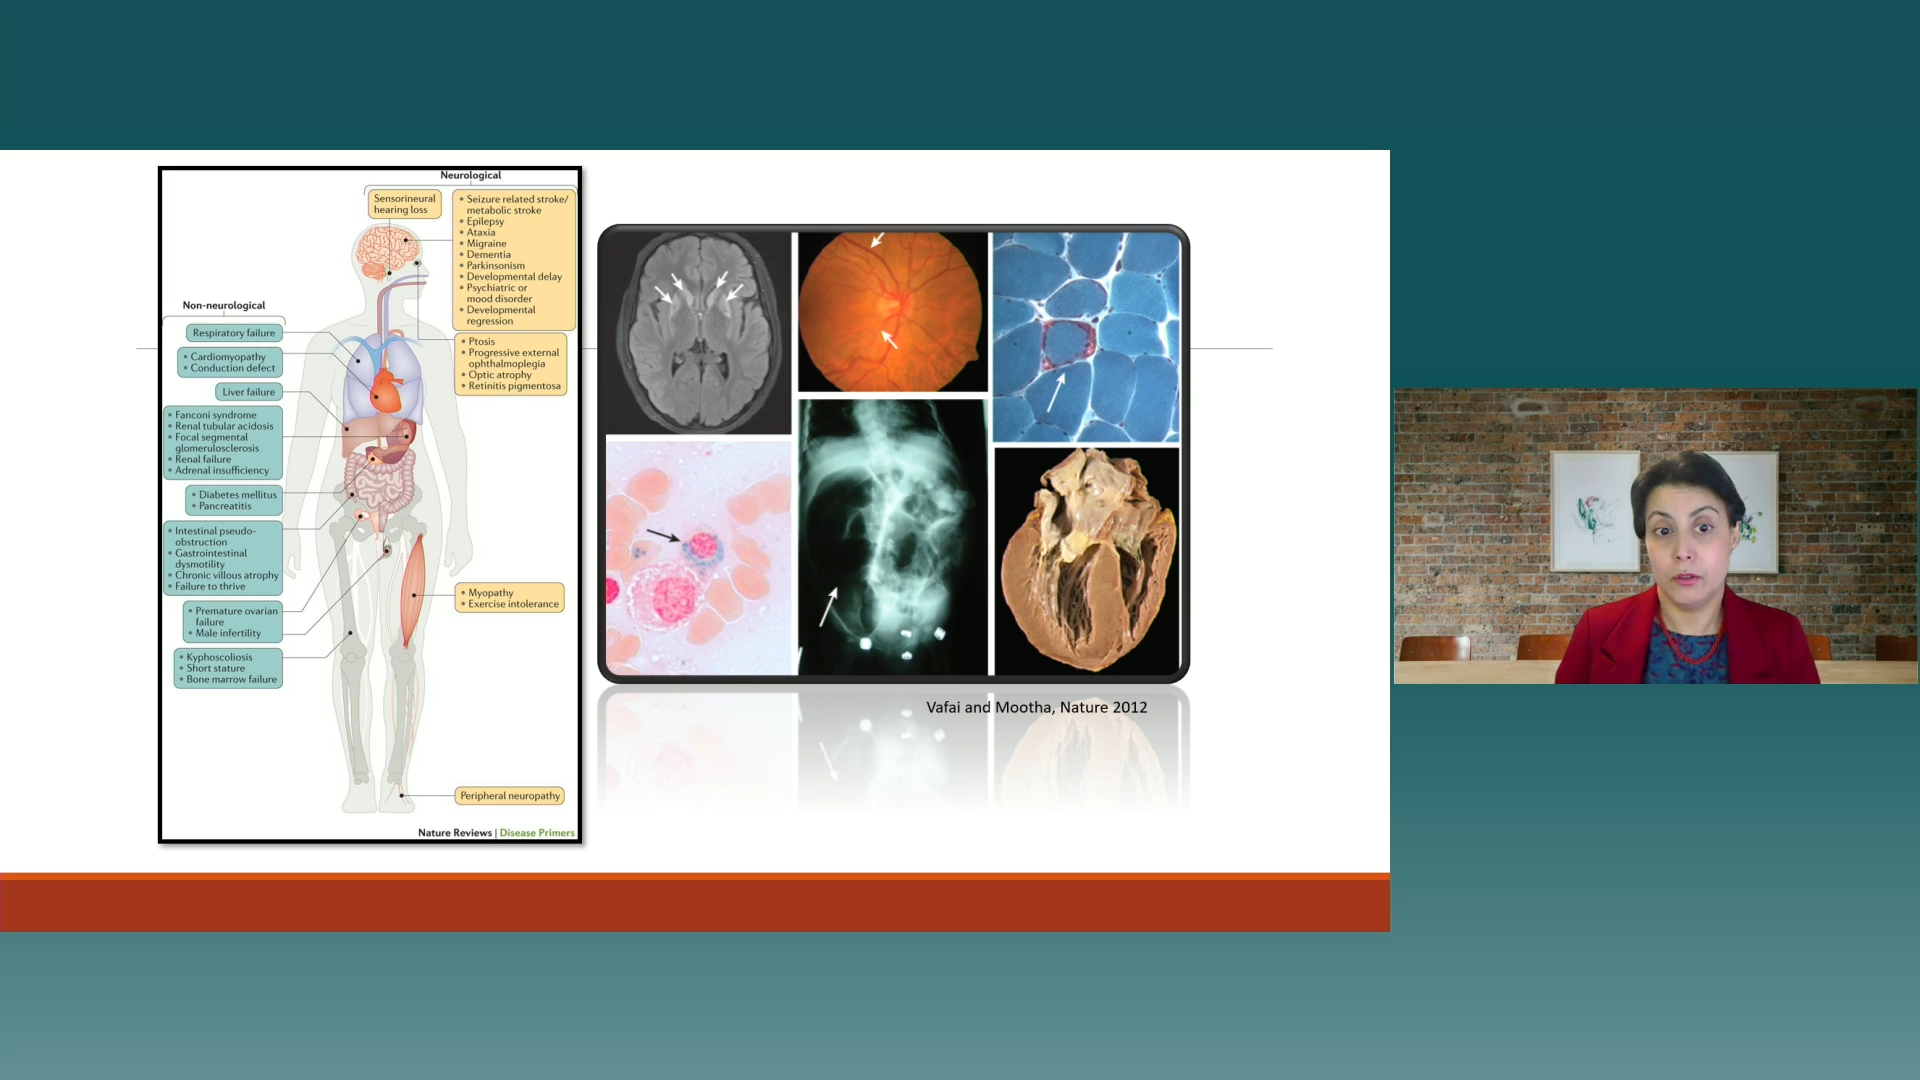 Neurological
Sensorineural
hearing loss
• Seizure related stroke/
metabolic stroke
• Epilepsy
• Ataxia
• Migraine
• Dementia
• Parkinsonism
• Developmental delay
• Psychiatric or
mood disorder
• Developmental
regression
• Ptosis
• Progressive external
ophthalmoplegia
• Optic atrophy
• Retinitis pigmentosa
Non-neurological
Respiratory failure
• Cardiomyopathy
• Conduction defect
Liver failure
• Fanconi syndrome
• Renal tubular acidosis
• Focal segmental
glomerulosclerosis
• Renal failure
• Adrenal insufficiency
• Diabetes mellitus
• Pancreatitis
• Intestinal pseudo-
obstruction
• Gastrointestinal
dysmotility
• Chronic villous atrophy
• Failure to thrive
• Premature ovarian
failure
• Male infertility
• Kyphoscoliosis
• Short stature
• Bone marrow failure
• Myopathy
• Exercise intolerance
Peripheral neuropathy
Nature Reviews | Disease Primers
Vafai and Mootha, Nature 2012